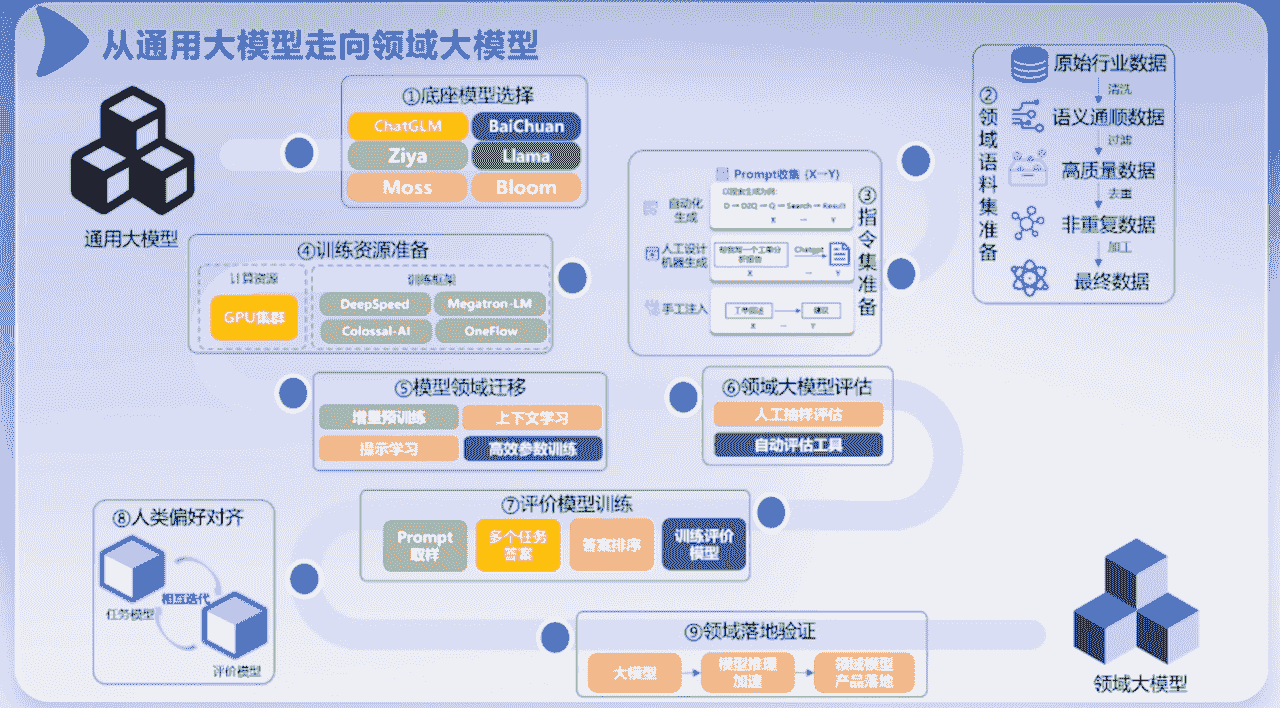 从通用大模型走向领域大模型
通用大模型
①底座模型选择
ChatGLM
BaiChuan
Ziya
Llama
Moss
Bloom
②领域语料集准备
原始行业数据
清洗
语义通顺数据
过滤
高质量数据
去重
非重复数据
加工
最终数据
③指令集准备
Prompt收集 {X→Y}
自动化
生成
D → D2Q → Q → Search → Result
X → Y
人工设计
机器生成
Chatgpt
X → Y
手工注入
工单描述
建议
X → Y
④训练资源准备
计算资源
GPU集群
训练框架
DeepSpeed
Megatron-LM
Colossal-AI
OneFlow
⑤模型领域迁移
增量预训练
上下文学习
提示学习
高效参数训练
⑥领域大模型评估
人工抽样评估
自动评估工具
⑦评价模型训练
Prompt
取样
多个任务
答案
答案排序
训练评价
模型
⑧人类偏好对齐
任务模型
相互迭代
评价模型
⑨领域落地验证
大模型
模型推理
加速
领域模型
产品落地
领域大模型